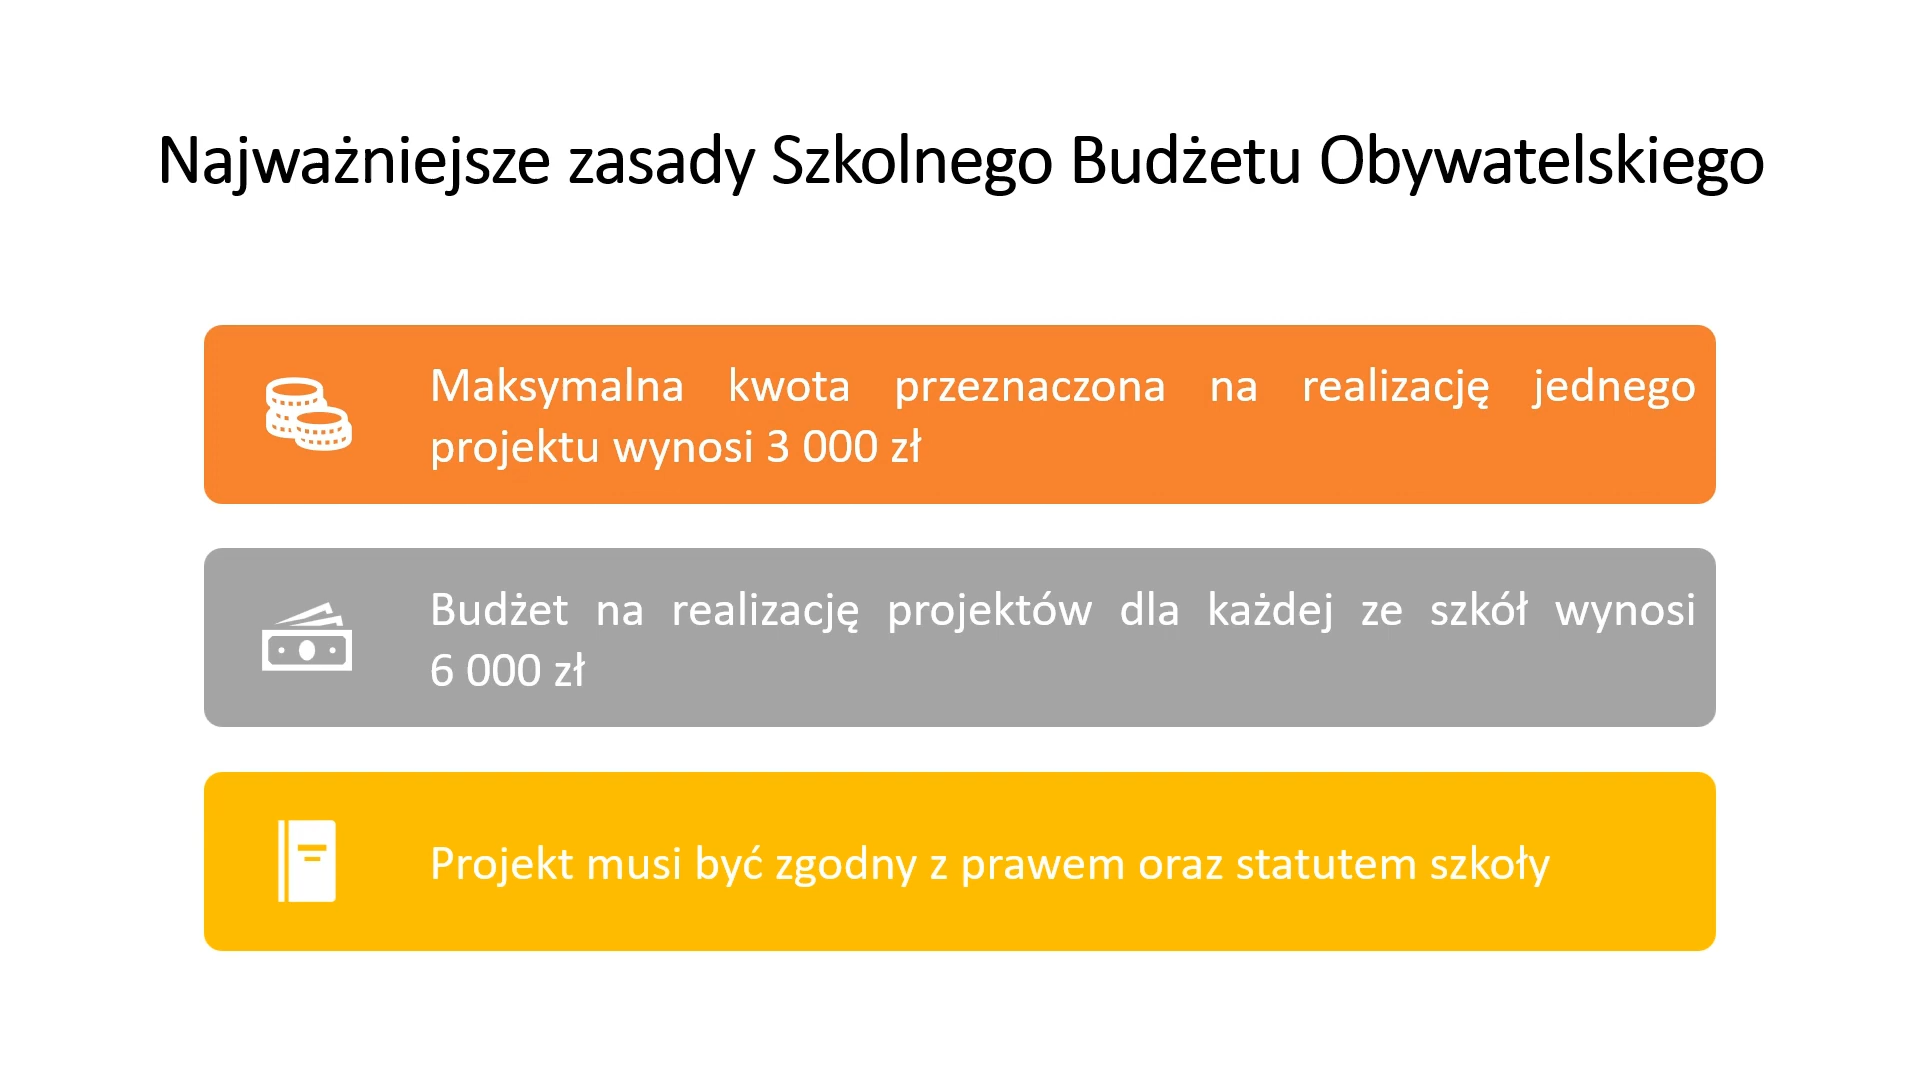 Najważniejsze zasady Szkolnego Budżetu Obywatelskiego
Maksymalna kwota przeznaczona na realizację jednego
projektu wynosi 3 000 zł
Budżet na realizację projektów dla każdej ze szkół wynosi
6 000 zł
Projekt musi być zgodny z prawem oraz statutem szkoły